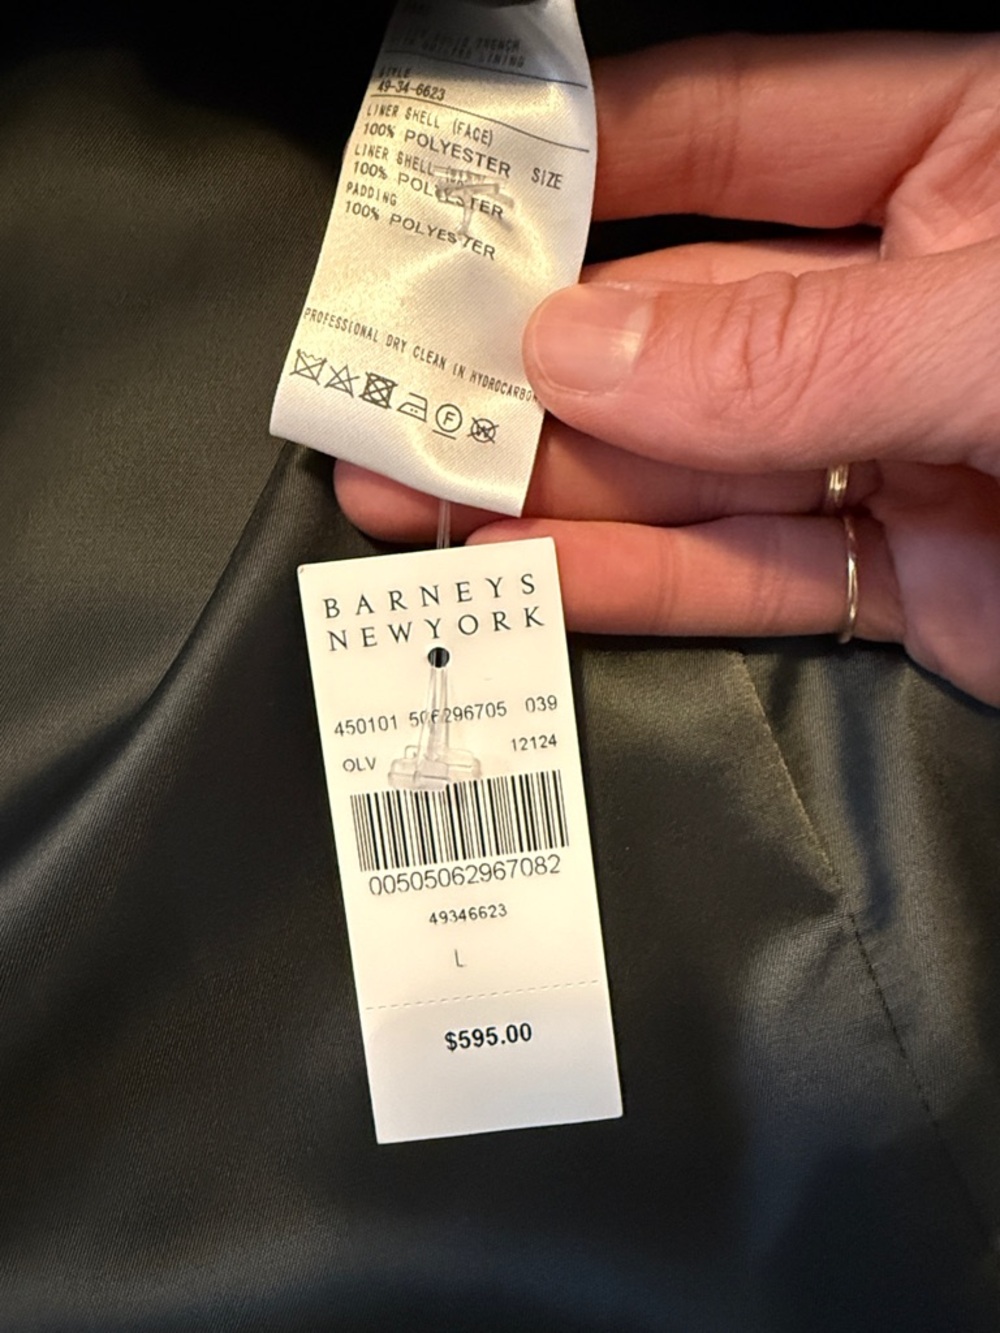 STYLE
49-34-6623
LINER SHELL (FACE)
100% POLYESTER SIZE
LINER SHELL
100% POLYESTER
PADDING
100% POLYESTER
PROFESSIONAL DRY CLEAN IN HYDROCARBON
F
W
BARNEYS
NEWYORK
450101 506296705 039
OLV 12124
00505062967082
49346623
L
$595.00